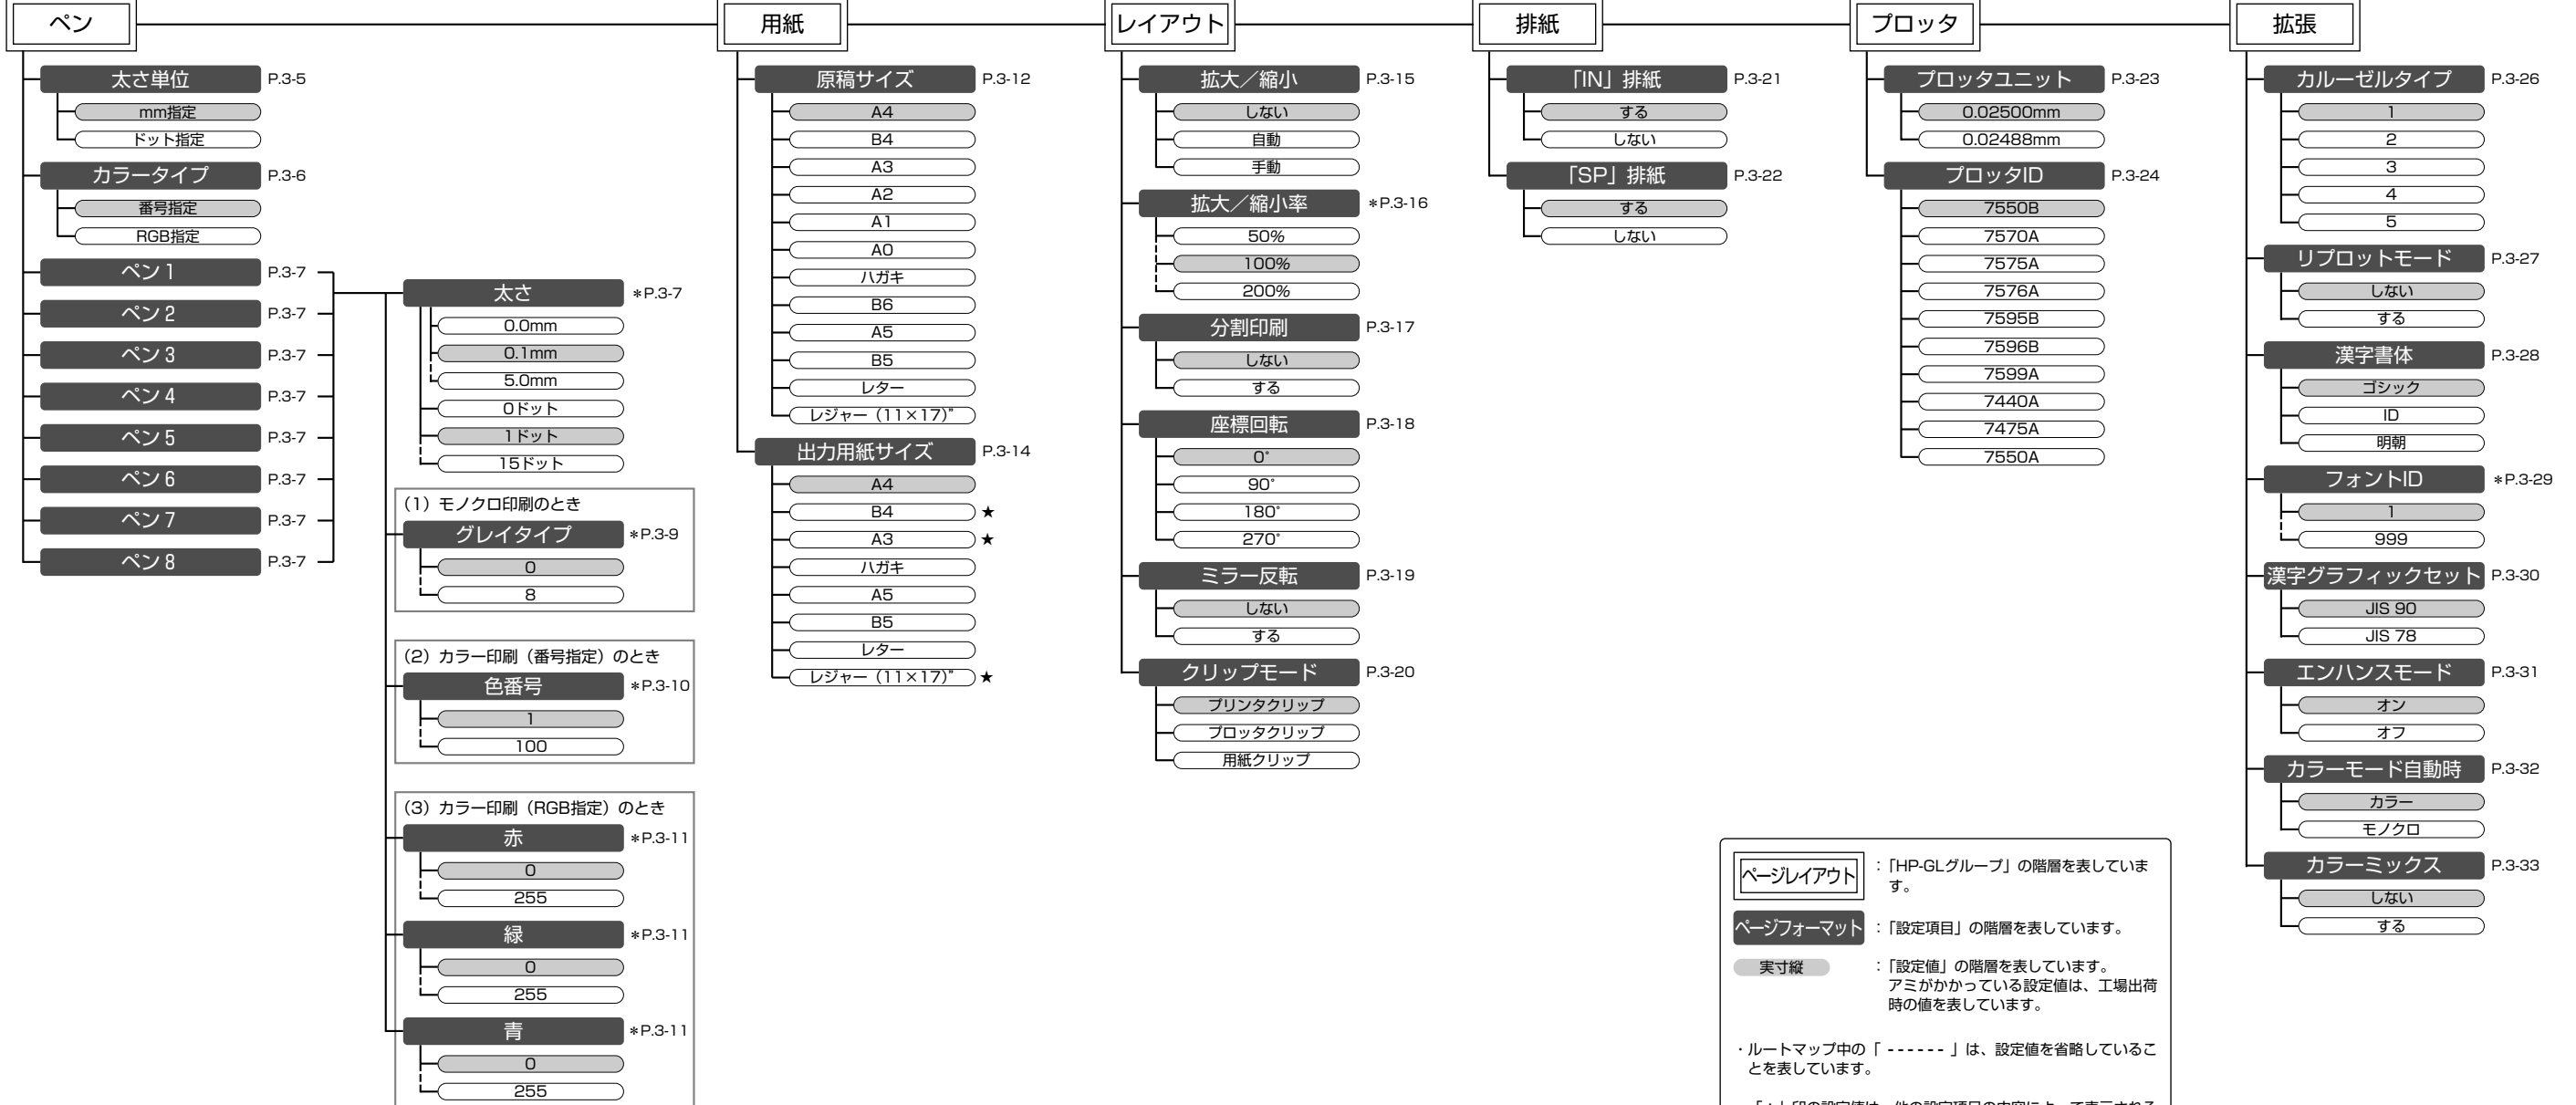 ペン
太さ単位 P.3-5
mm指定
ドット指定
カラータイプ P.3-6
番号指定
RGB指定
ペン 1 P.3-7
ペン 2 P.3-7
ペン 3 P.3-7
ペン 4 P.3-7
ペン 5 P.3-7
ペン 6 P.3-7
ペン 7 P.3-7
ペン 8 P.3-7
太さ *P.3-7
0.0mm
0.1mm
5.0mm
0ドット
1ドット
15ドット
(1) モノクロ印刷のとき
グレイタイプ *P.3-9
0
8
(2) カラー印刷（番号指定）のとき
色番号 *P.3-10
1
100
(3) カラー印刷（RGB指定）のとき
赤 *P.3-11
0
255
緑 *P.3-11
0
255
青 *P.3-11
0
255
用紙
原稿サイズ P.3-12
A4
B4
A3
A2
A1
A0
ハガキ
B6
A5
B5
レター
レジャー（11×17)"
出力用紙サイズ P.3-14
A4
B4 ★
A3 ★
ハガキ
A5
B5
レター
レジャー（11×17)" ★
レイアウト
拡大／縮小 P.3-15
しない
自動
手動
拡大／縮小率 *P.3-16
50%
100%
200%
分割印刷 P.3-17
しない
する
座標回転 P.3-18
0°
90°
180°
270°
ミラー反転 P.3-19
しない
する
クリップモード P.3-20
プリンタクリップ
プロッタクリップ
用紙クリップ
排紙
「IN」排紙 P.3-21
する
しない
「SP」排紙 P.3-22
する
しない
プロッタ
プロッタユニット P.3-23
0.02500mm
0.02488mm
プロッタID P.3-24
7550B
7570A
7575A
7576A
7595B
7596B
7599A
7440A
7475A
7550A
拡張
カルーゼルタイプ P.3-26
1
2
3
4
5
リプロットモード P.3-27
しない
する
漢字書体 P.3-28
ゴシック
ID
明朝
フォントID *P.3-29
1
999
漢字グラフィックセット P.3-30
JIS 90
JIS 78
エンハンスモード P.3-31
オン
オフ
カラーモード自動時 P.3-32
カラー
モノクロ
カラーミックス P.3-33
しない
する
ページレイアウト ：「HP-GLグループ」の階層を表していま
す。
ページフォーマット ：「設定項目」の階層を表しています。
実寸縦 ：「設定値」の階層を表しています。
アミがかかっている設定値は、工場出荷
時の値を表しています。
・ルートマップ中の「 - - - - - - 」は、設定値を省略しているこ
とを表しています。